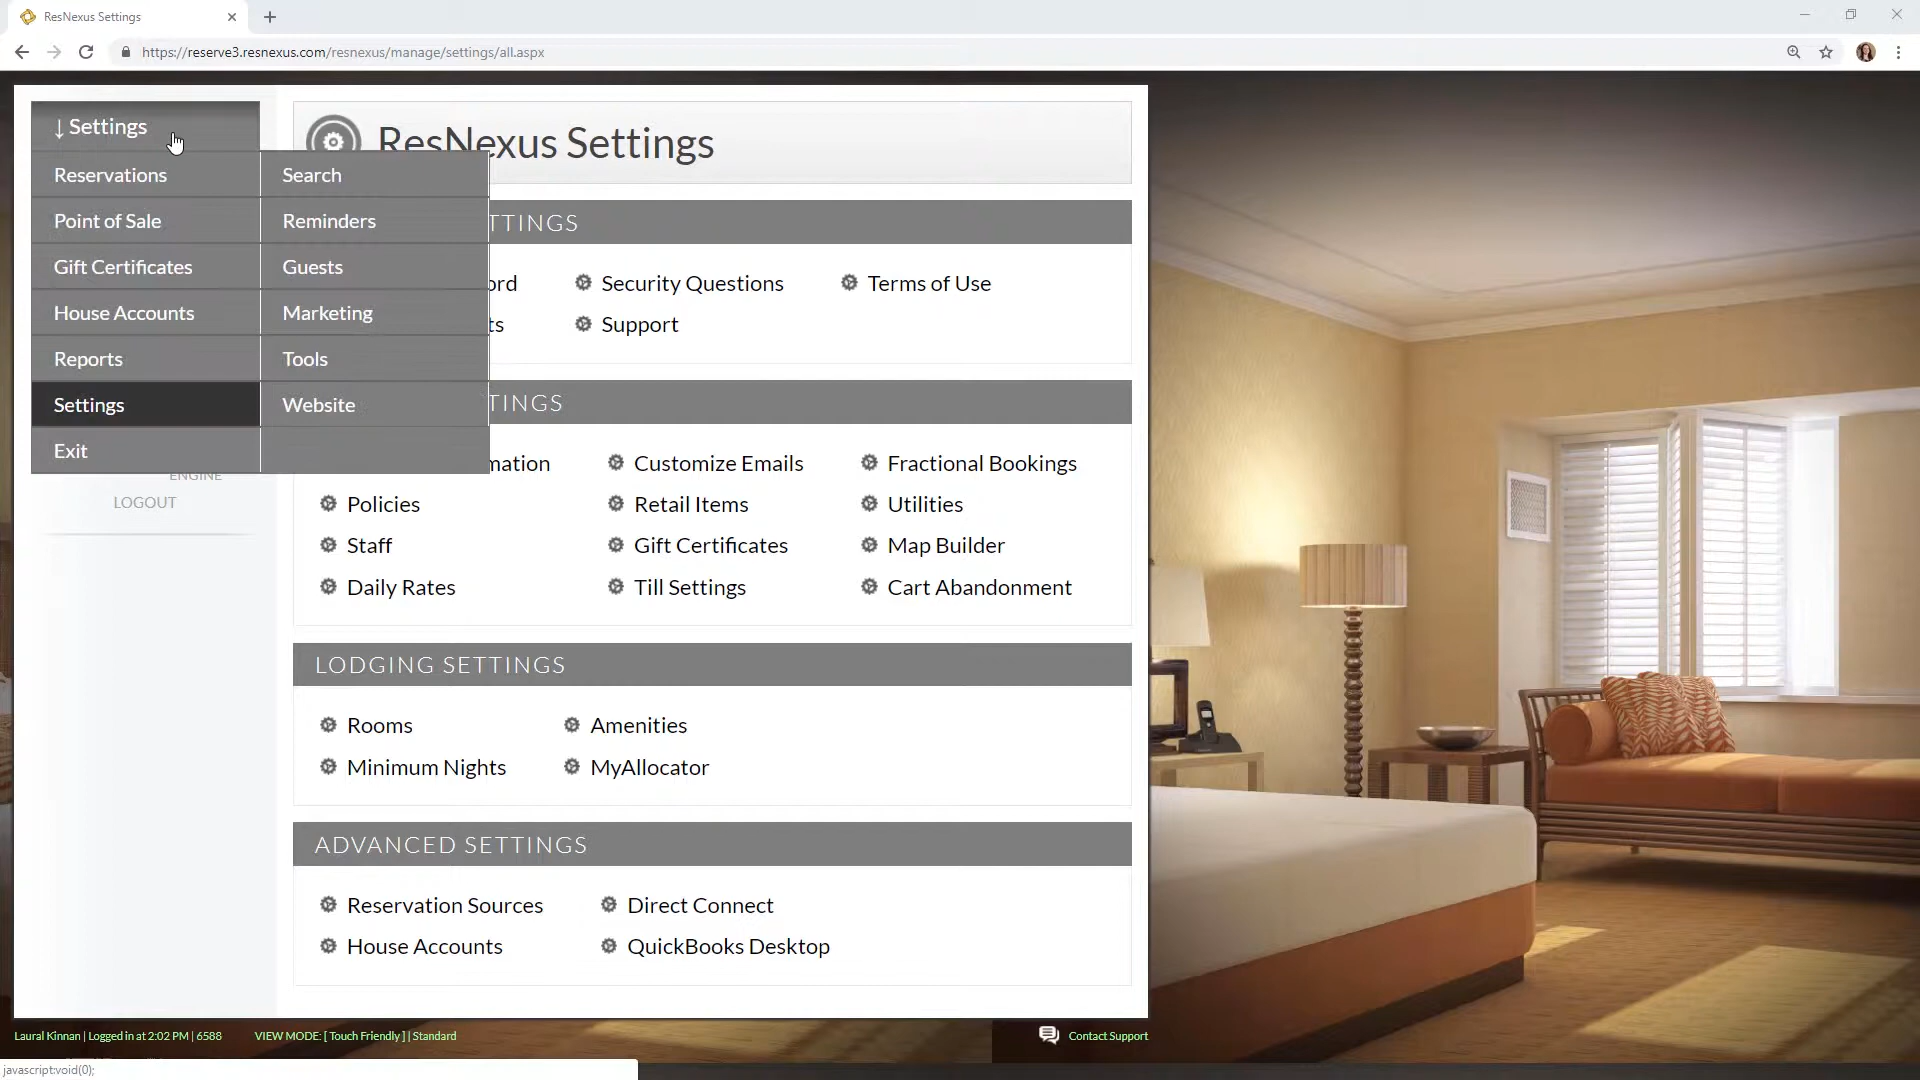 ResNexus Settings
https://reserve3.resnexus.com/resnexus/manage/settings/all.aspx
↓ Settings
ResNexus Settings
Reservations
Search
Point of Sale
Reminders
TTINGS
Gift Certificates
Guests
ord
Security Questions
Terms of Use
House Accounts
Marketing
ts
Support
Reports
Tools
Settings
Website
TINGS
Exit
mation
Customize Emails
Fractional Bookings
ENGINE
LOGOUT
Policies
Retail Items
Utilities
Staff
Gift Certificates
Map Builder
Daily Rates
Till Settings
Cart Abandonment
LODGING SETTINGS
Rooms
Amenities
Minimum Nights
MyAllocator
ADVANCED SETTINGS
Reservation Sources
Direct Connect
House Accounts
QuickBooks Desktop
Laural Kinnan | Logged in at 2:02 PM | 6588
VIEW MODE: [ Touch Friendly ] | Standard
Contact Support
javascript:void(0);